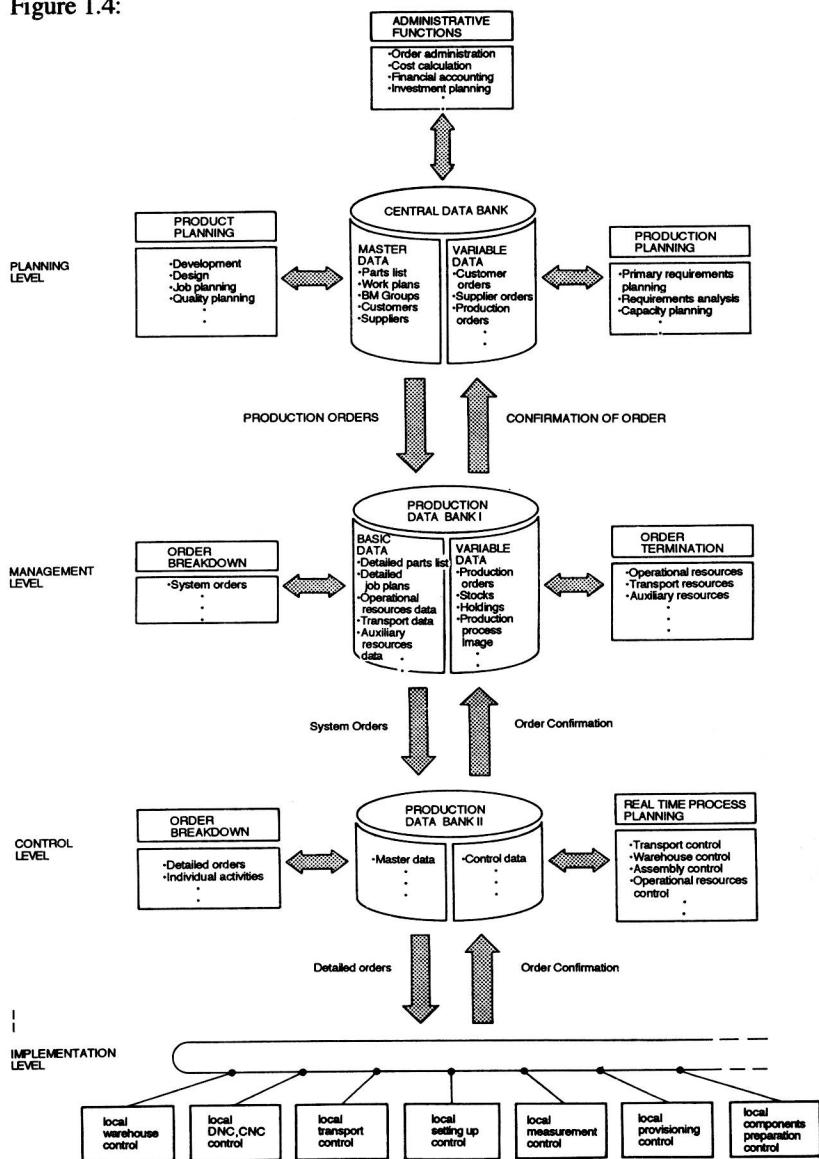 Figure 1.4:
ADMINISTRATIVE
FUNCTIONS
•Order administration
•Cost calculation
•Financial accounting
•Investment planning
CENTRAL DATA BANK
MASTER
DATA
•Parts list
•Work plans
•BM Groups
•Customers
•Suppliers
VARIABLE
DATA
•Customer
orders
•Supplier orders
•Production
orders
PRODUCT
PLANNING
•Development
•Design
•Job planning
•Quality planning
PRODUCTION
PLANNING
•Primary requirements
planning
•Requirements analysis
•Capacity planning
PLANNING
LEVEL
PRODUCTION ORDERS
CONFIRMATION OF ORDER
PRODUCTION
DATA BANK I
BASIC
DATA
•Detailed parts list
•Detailed
job plans
•Operational
resources data
•Transport data
•Auxiliary
resources
data
VARIABLE
DATA
•Production
orders
•Stocks
•Holdings
•Production
process
image
ORDER
BREAKDOWN
•System orders
ORDER
TERMINATION
•Operational resources
•Transport resources
•Auxiliary resources
MANAGEMENT
LEVEL
System Orders
Order Confirmation
PRODUCTION
DATA BANK II
•Master data
•Control data
ORDER
BREAKDOWN
•Detailed orders
•Individual activities
REAL TIME PROCESS
PLANNING
•Transport control
•Warehouse control
•Assembly control
•Operational resources
control
CONTROL
LEVEL
Detailed orders
Order Confirmation
IMPLEMENTATION
LEVEL
local
warehouse
control
local
DNC,CNC
control
local
transport
control
local
setting up
control
local
measurement
control
local
provisioning
control
local
components
preparation
control